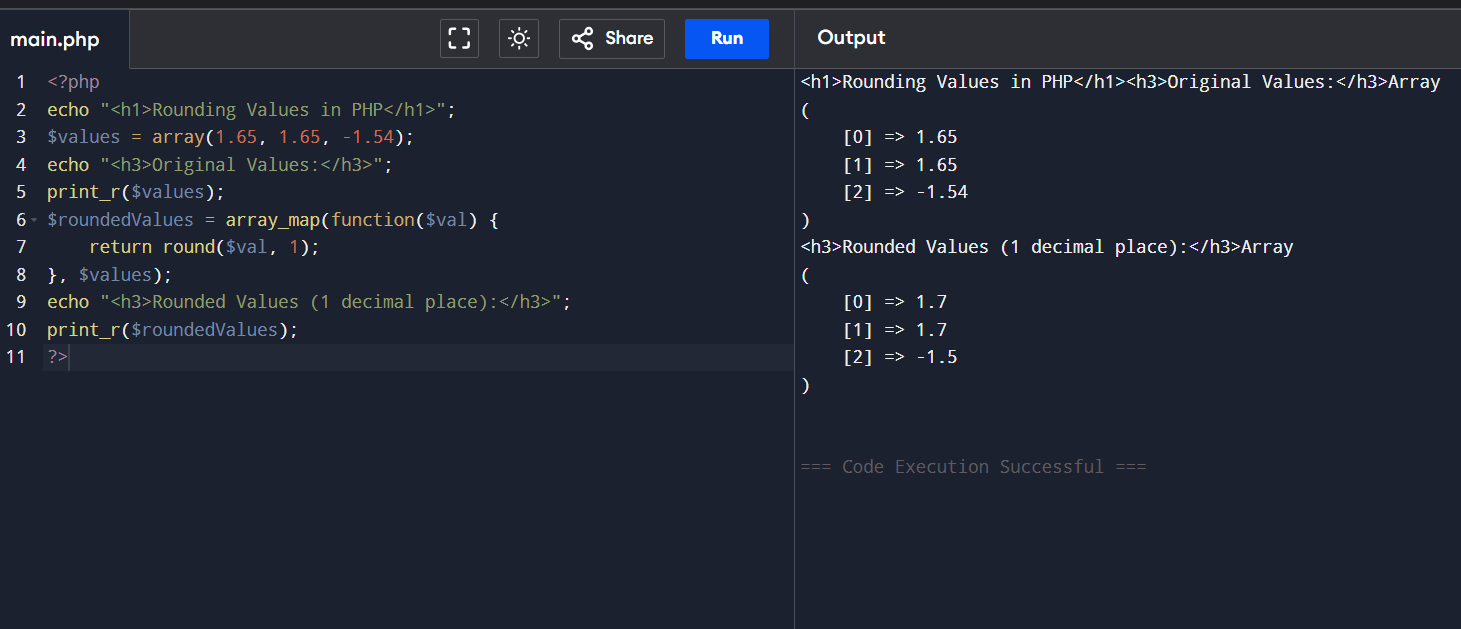 main.php
Share
Run
Output
1 <?php
2 echo "<h1>Rounding Values in PHP</h1>";
3 $values = array(1.65, 1.65, -1.54);
4 echo "<h3>Original Values:</h3>";
5 print_r($values);
6 $roundedValues = array_map(function($val) {
7     return round($val, 1);
8 }, $values);
9 echo "<h3>Rounded Values (1 decimal place):</h3>";
10 print_r($roundedValues);
11 ?>
<h1>Rounding Values in PHP</h1><h3>Original Values:</h3>Array
(
    [0] => 1.65
    [1] => 1.65
    [2] => -1.54
)
<h3>Rounded Values (1 decimal place):</h3>Array
(
    [0] => 1.7
    [1] => 1.7
    [2] => -1.5
)
=== Code Execution Successful ===